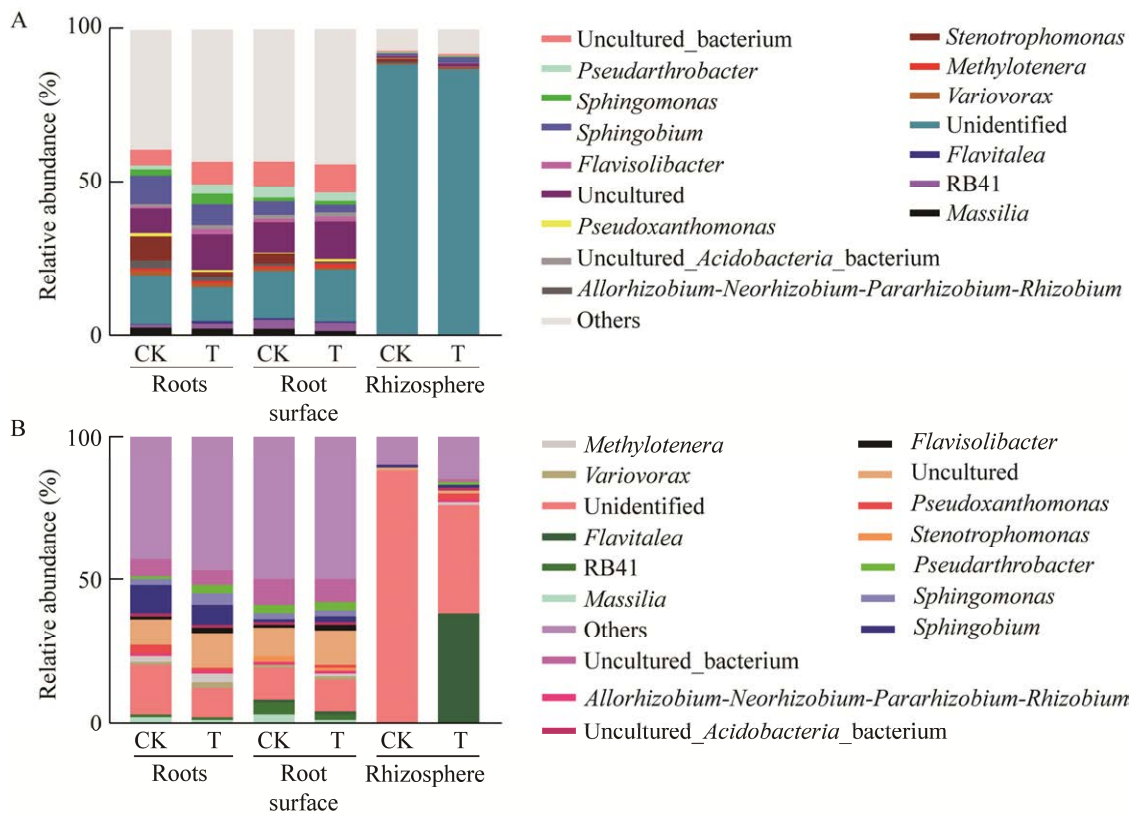 A
Relative abundance (%)
100
50
0
CK
T
CK
T
CK
T
Roots
Root
surface
Rhizosphere
Uncultured_bacterium
Pseudarthrobacter
Sphingomonas
Sphingobium
Flavisolibacter
Uncultured
Pseudoxanthomonas
Uncultured_Acidobacteria_bacterium
Allorhizobium-Neorhizobium-Pararhizobium-Rhizobium
Others
Stenotrophomonas
Methylotenera
Variovorax
Unidentified
Flavitalea
RB41
Massilia
B
Relative abundance (%)
100
50
0
CK
T
CK
T
CK
T
Roots
Root
surface
Rhizosphere
Methylotenera
Variovorax
Unidentified
Flavitalea
RB41
Massilia
Others
Uncultured_bacterium
Allorhizobium-Neorhizobium-Pararhizobium-Rhizobium
Uncultured_Acidobacteria_bacterium
Flavisolibacter
Uncultured
Pseudoxanthomonas
Stenotrophomonas
Pseudarthrobacter
Sphingomonas
Sphingobium